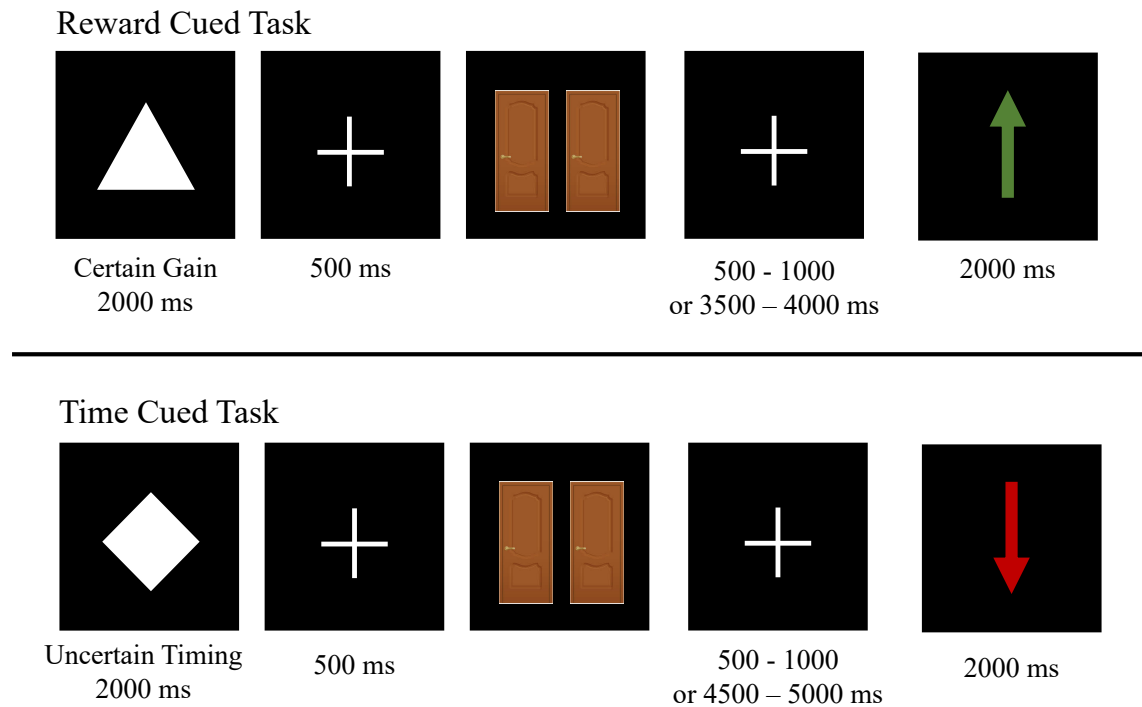 Reward Cued Task
Certain Gain
2000 ms
500 ms
500 - 1000
or 3500 – 4000 ms
2000 ms
Time Cued Task
Uncertain Timing
2000 ms
500 ms
500 - 1000
or 4500 – 5000 ms
2000 ms